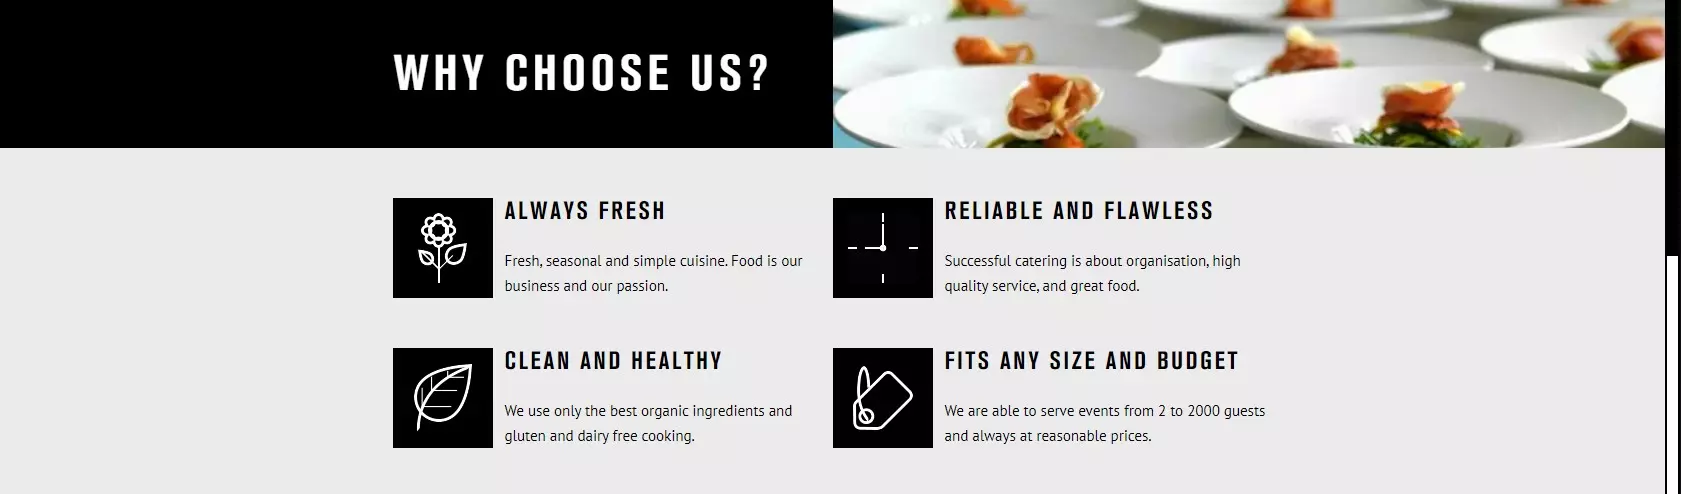 WHY CHOOSE US?
ALWAYS FRESH
Fresh, seasonal and simple cuisine. Food is our
business and our passion.
RELIABLE AND FLAWLESS
Successful catering is about organisation, high
quality service, and great food.
CLEAN AND HEALTHY
We use only the best organic ingredients and
gluten and dairy free cooking.
FITS ANY SIZE AND BUDGET
We are able to serve events from 2 to 2000 guests
and always at reasonable prices.